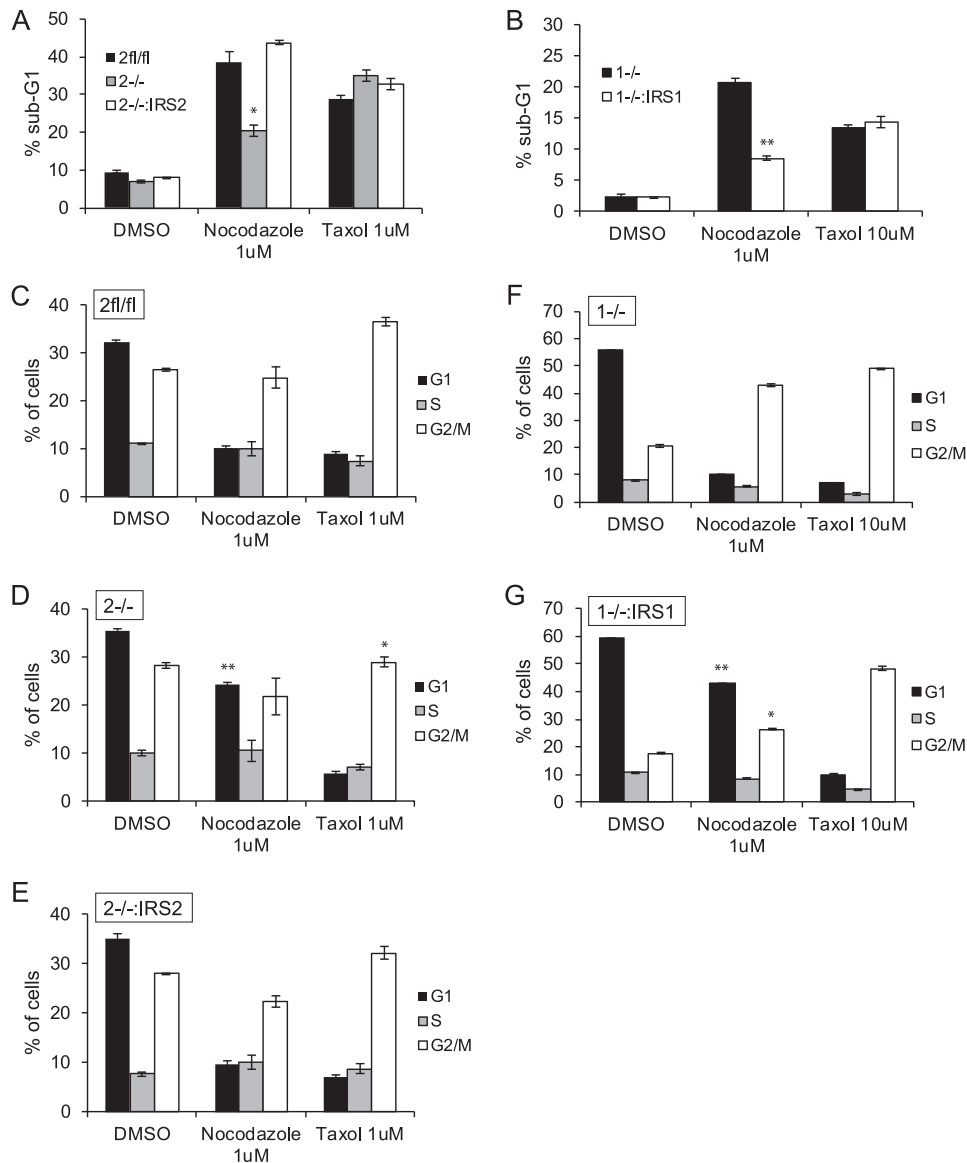 A
50
40
30
20
10
0
% sub-G1
2fl/fl
2-/-
2-/-:IRS2
*
DMSO
Nocodazole
1uM
Taxol 1uM
B
30
25
20
15
10
5
0
% sub-G1
1-/-
1-/-:IRS1
**
DMSO
Nocodazole
1uM
Taxol 10uM
C
2fl/fl
40
30
20
10
0
% of cells
G1
S
G2/M
DMSO
Nocodazole
1uM
Taxol 1uM
F
1-/-
70
60
50
40
30
20
10
0
% of cells
G1
S
G2/M
DMSO
Nocodazole
1uM
Taxol 10uM
D
2-/-
40
30
20
10
0
% of cells
**
*
G1
S
G2/M
DMSO
Nocodazole
1uM
Taxol 1uM
G
1-/-:IRS1
70
60
50
40
30
20
10
0
% of cells
**
*
G1
S
G2/M
DMSO
Nocodazole
1uM
Taxol 10uM
E
2-/-:IRS2
40
30
20
10
0
% of cells
G1
S
G2/M
DMSO
Nocodazole
1uM
Taxol 1uM